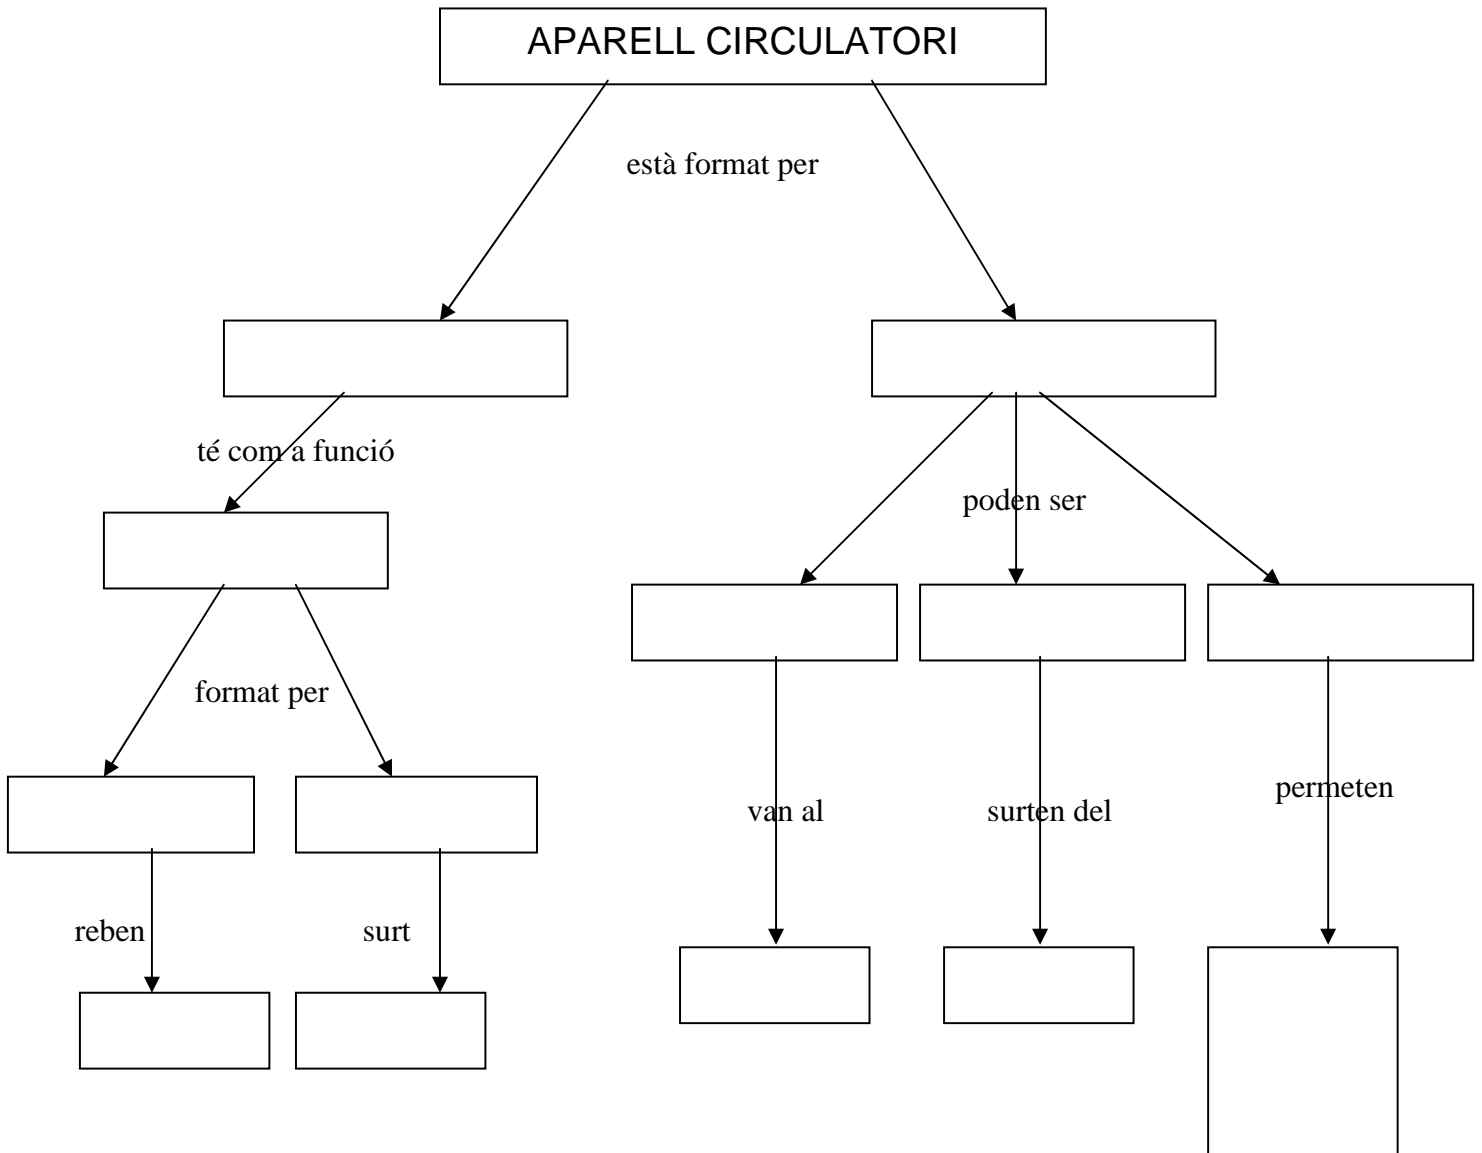 APARELL CIRCULATORI
està format per
té com a funció
poden ser
format per
van al
surten del
permeten
reben
surt